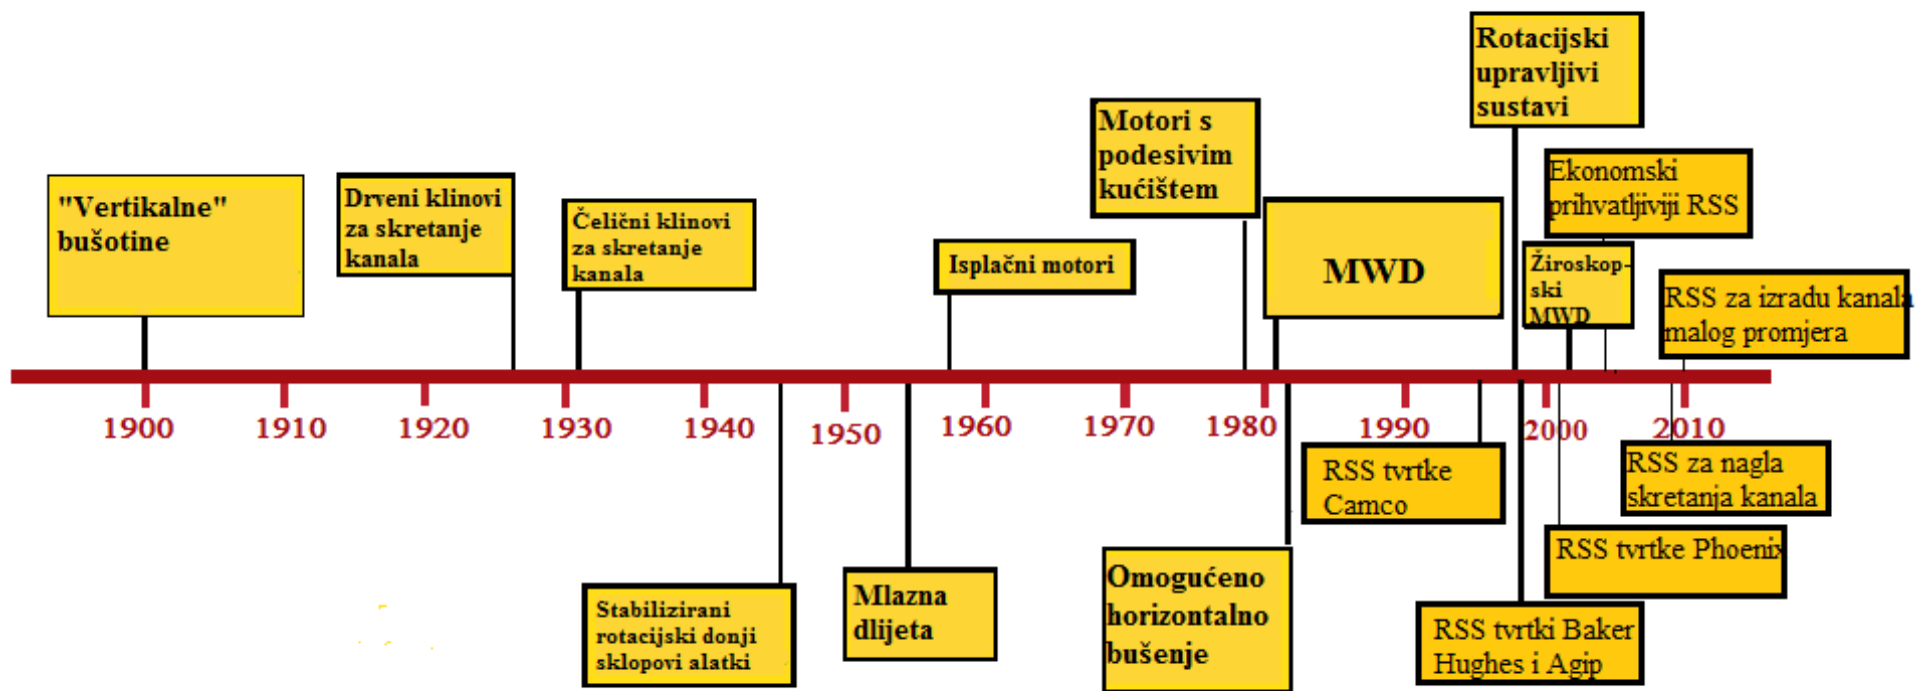 Rotacijski
upravljivi
sustavi
Motori s
podesivim
kućištem
Ekonomski
prihvatljiviji RSS
"Vertikalne"
bušotine
Drveni klinovi
za skretanje
kanala
Čelični klinovi
za skretanje
kanala
Isplačni motori
MWD
Žiroskop-
ski
MWD
RSS za izradu kanala
malog promjera
1900
1910
1920
1930
1940
1950
1960
1970
1980
1990
2000
2010
RSS tvrtke
Camco
RSS za nagla
skretanja kanala
RSS tvrtke Phoenix
Omogućeno
horizontalno
bušenje
Mlazna
dlijeta
Stabilizirani
rotacijski donji
sklopovi alatki
RSS tvrtki Baker
Hughes i Agip